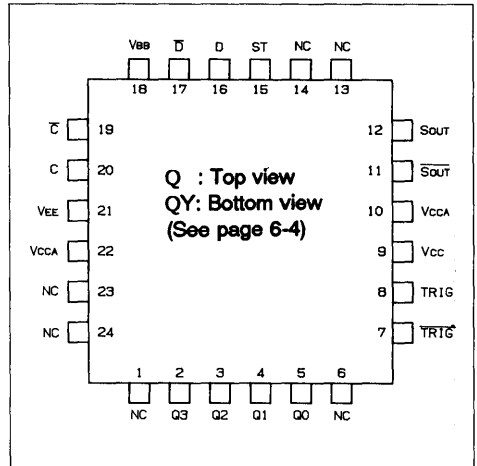 VBB D̅ D ST NC NC
18 17 16 15 14 13
C̅ 19 12 SOUT
C 20 Q : Top view 11 S̅O̅U̅T̅
VEE 21 QY: Bottom view 10 VCCA
(See page 6-4)
VCCA 22 9 VCC
NC 23 8 TRIG
NC 24 7 T̅R̅I̅G̅
1 2 3 4 5 6
NC Q3 Q2 Q1 Q0 NC